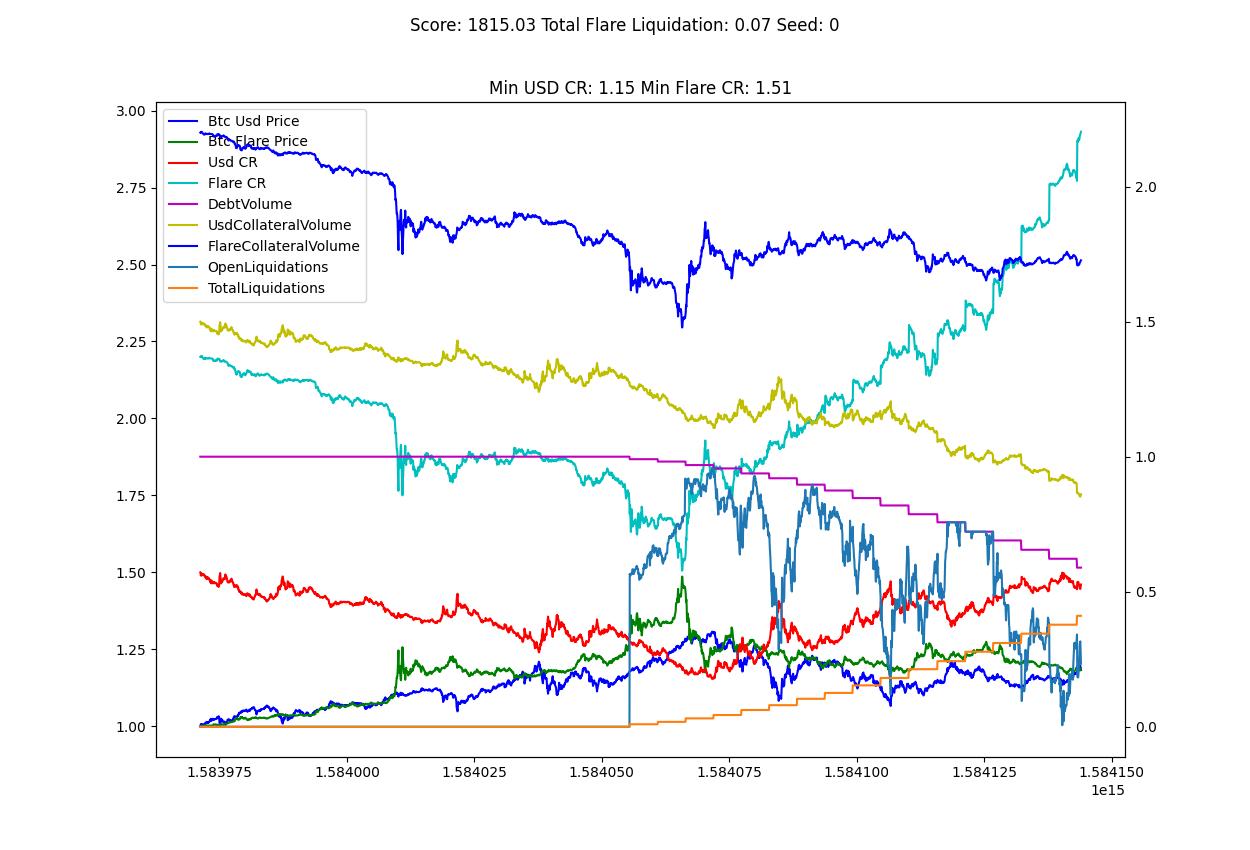 Score: 1815.03 Total Flare Liquidation: 0.07 Seed: 0
Min USD CR: 1.15 Min Flare CR: 1.51
3.00
2.75
2.50
2.25
2.00
1.75
1.50
1.25
1.00
Btc Usd Price
Btc Flare Price
Usd CR
Flare CR
DebtVolume
UsdCollateralVolume
FlareCollateralVolume
OpenLiquidations
TotalLiquidations
2.0
1.5
1.0
0.5
0.0
1.583975 1.584000 1.584025 1.584050 1.584075 1.584100 1.584125 1.584150
1e15